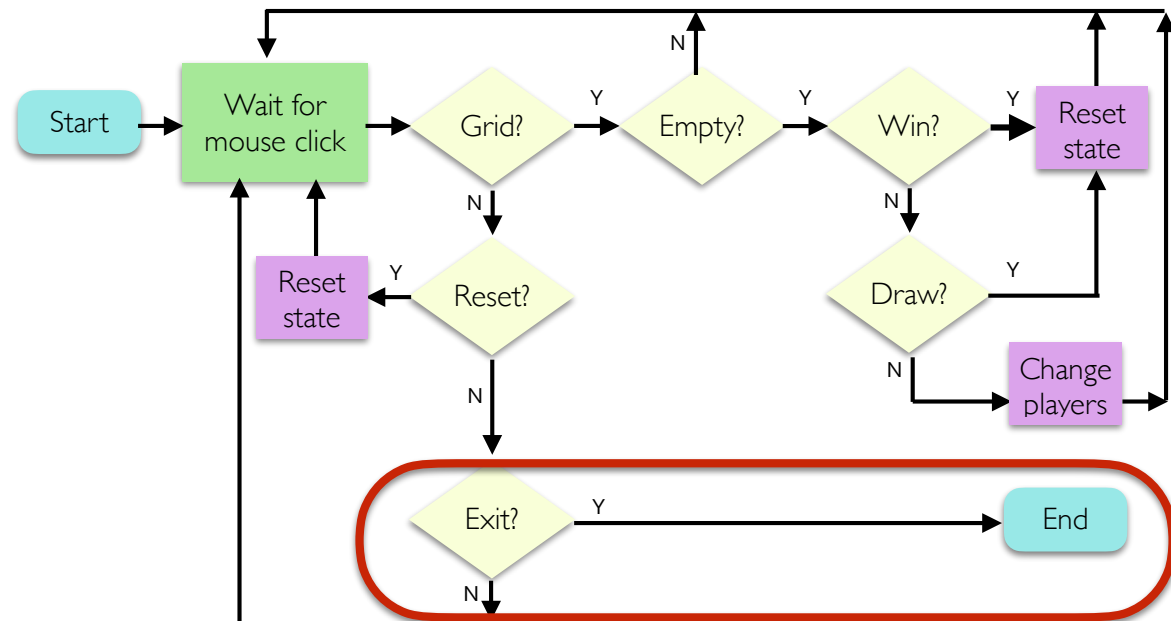 N
Start
Wait for
mouse click
Grid?
Y
Empty?
Y
Win?
Y
Reset
state
N
N
Reset
state
Y
Reset?
Draw?
Y
N
N
Change
players
Exit?
Y
End
N